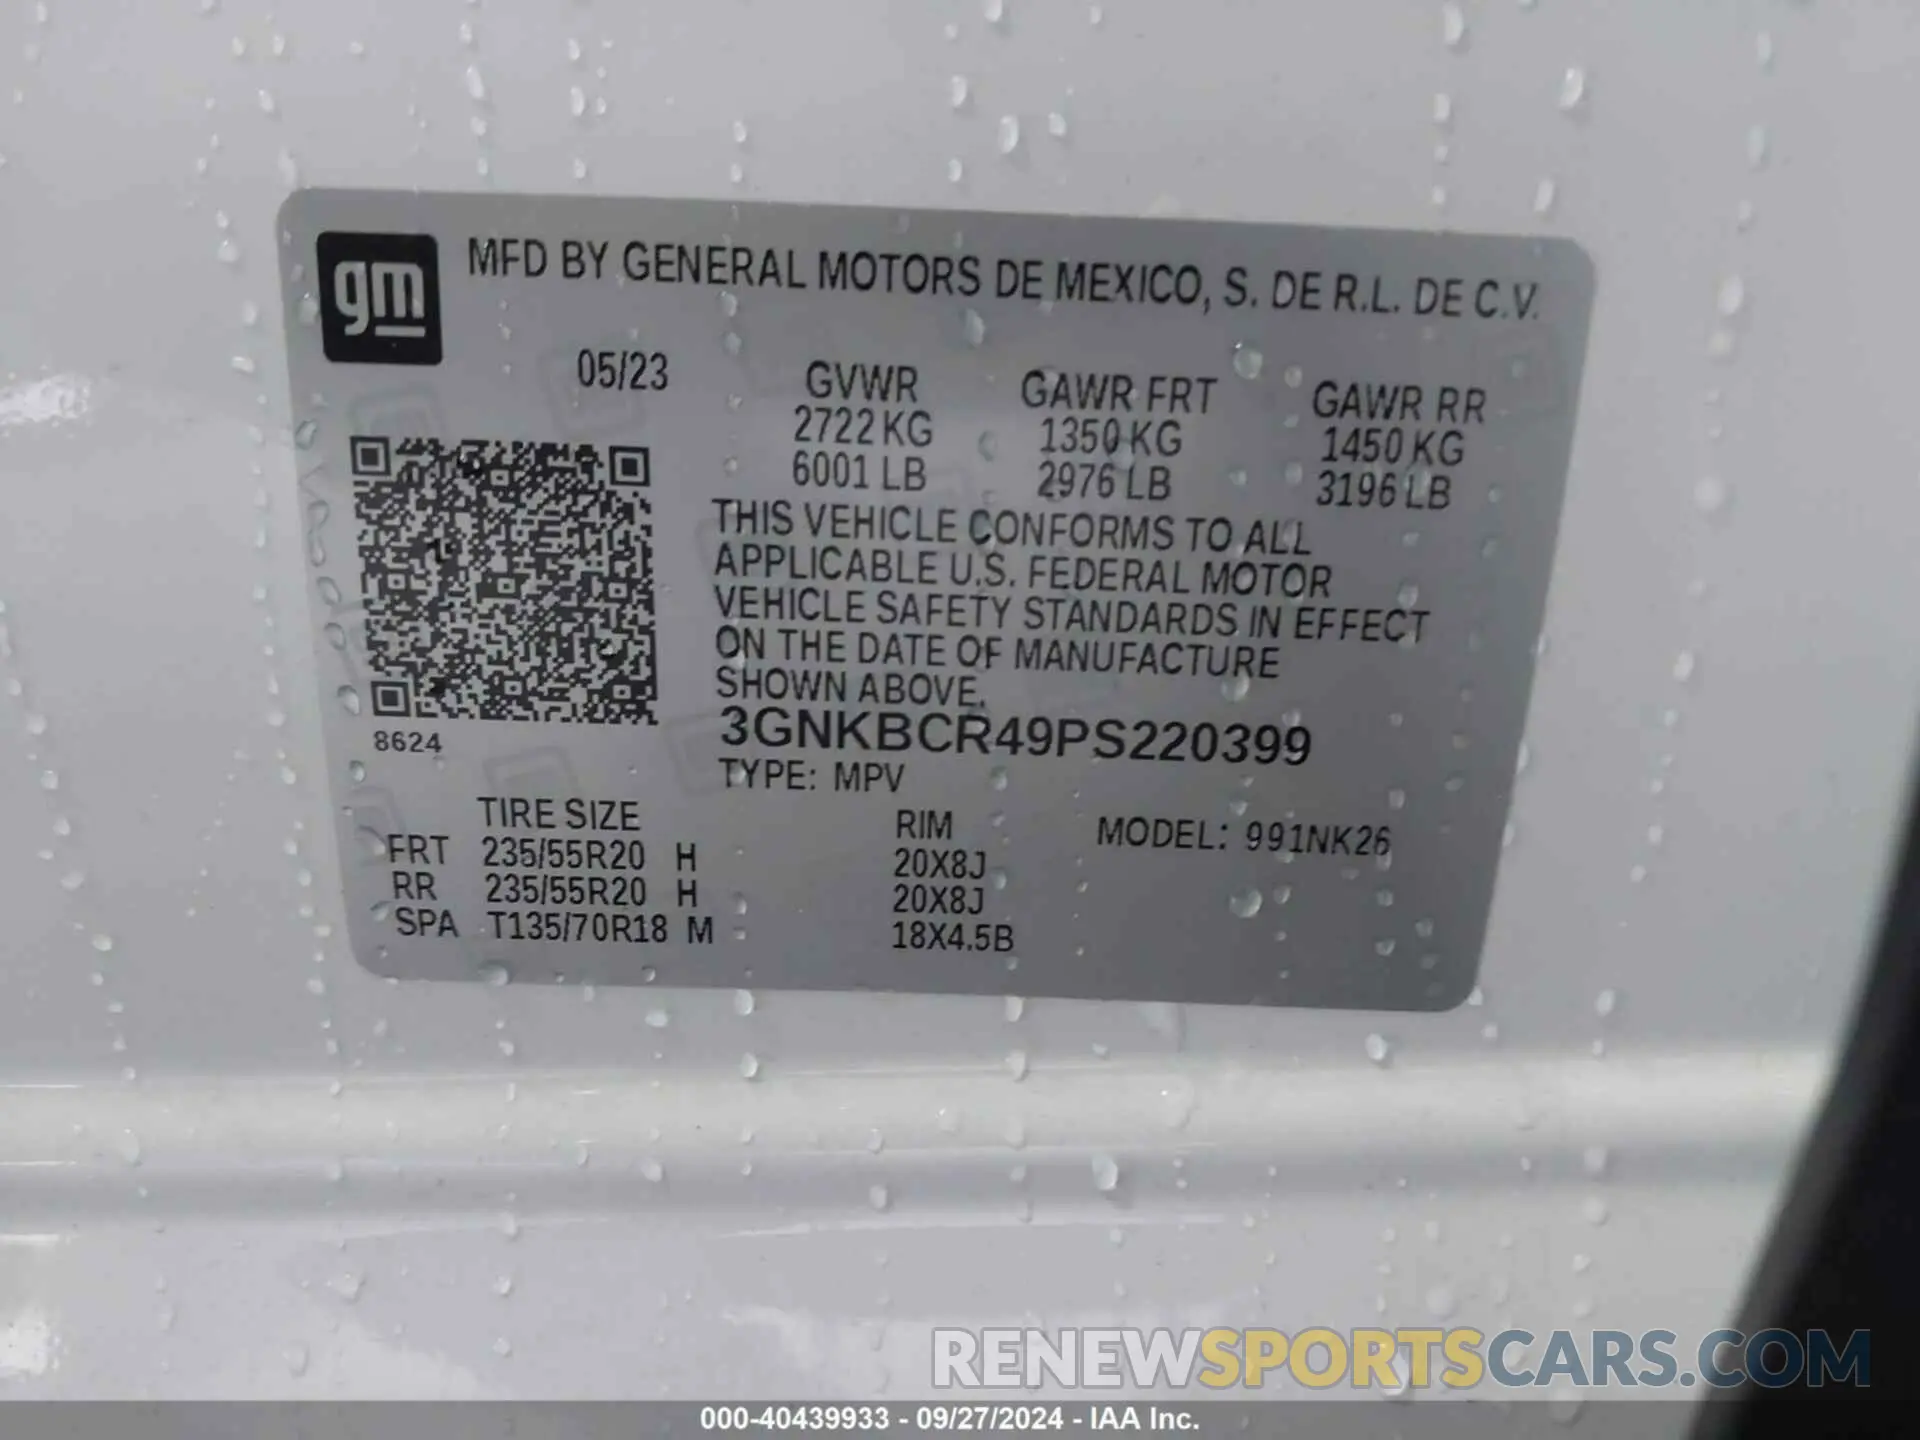 gm
MFD BY GENERAL MOTORS DE MEXICO, S. DE R.L. DE C.V.
05/23
GVWR GAWR FRT GAWR RR
2722 KG 1350 KG 1450 KG
6001 LB 2976 LB 3196 LB
THIS VEHICLE CONFORMS TO ALL
APPLICABLE U.S. FEDERAL MOTOR
VEHICLE SAFETY STANDARDS IN EFFECT
ON THE DATE OF MANUFACTURE
SHOWN ABOVE.
3GNKBCR49PS220399
8624
TYPE: MPV
TIRE SIZE RIM MODEL: 991NK26
FRT 235/55R20 H 20X8J
RR 235/55R20 H 20X8J
SPA T135/70R18 M 18X4.5B
RENEWSPORTSCARS.COM
000-40439933 - 09/27/2024 - IAA Inc.